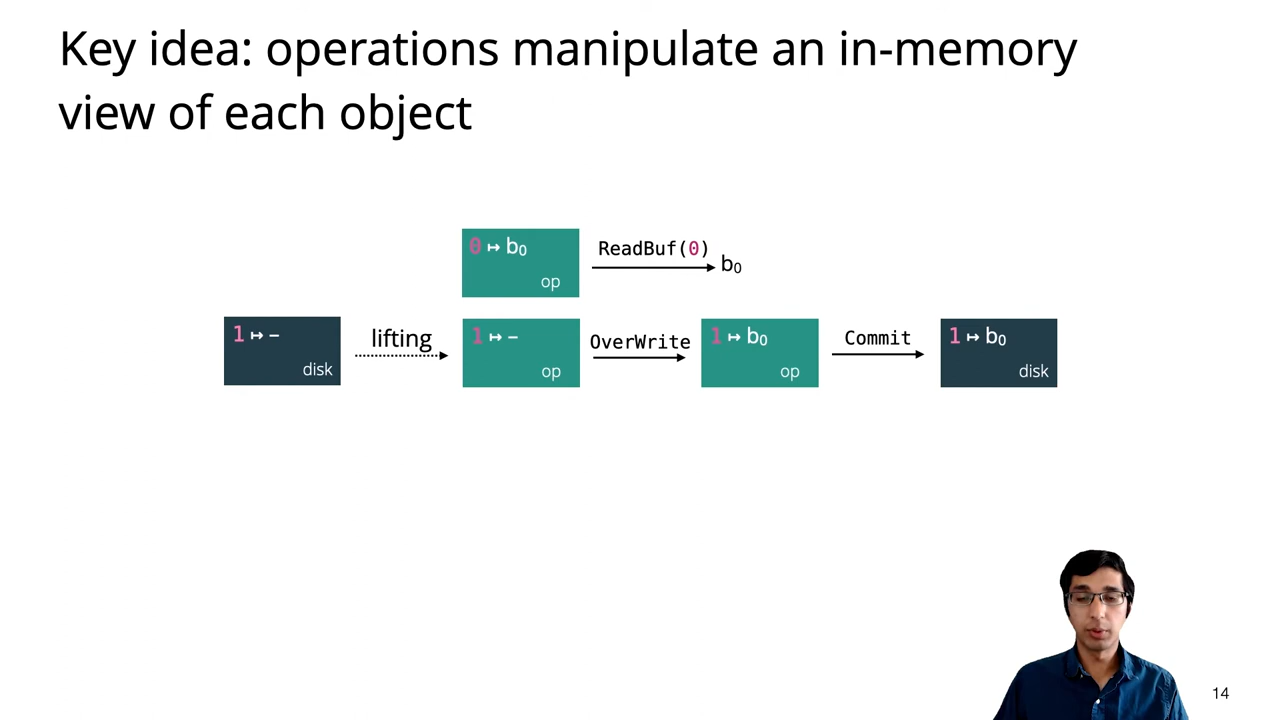 Key idea: operations manipulate an in-memory
view of each object
0 ↦ b₀
op
ReadBuf(0)
b₀
1 ↦ –
disk
lifting
1 ↦ –
op
OverWrite
1 ↦ b₀
op
Commit
1 ↦ b₀
disk
14